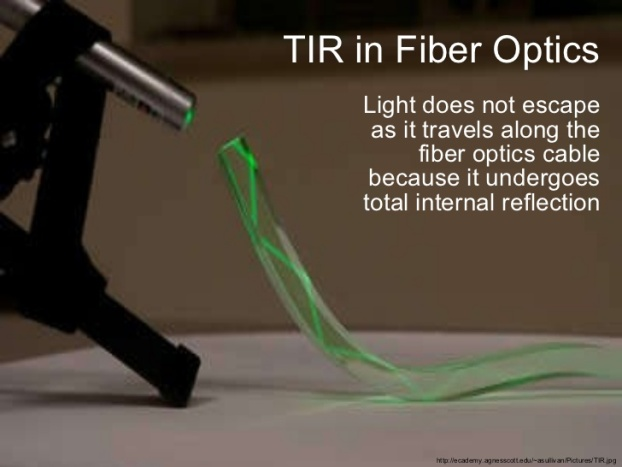 TIR in Fiber Optics
Light does not escape
as it travels along the
fiber optics cable
because it undergoes
total internal reflection
http://ecademy.agnesscott.edu/~asullivan/Pictures/TIR.jpg